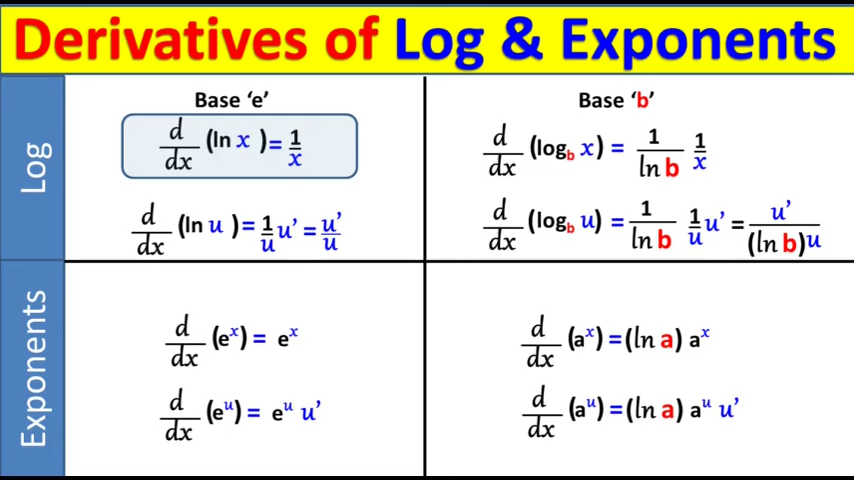 Derivatives of Log & Exponents
Log
Base ‘e’
d/dx (ln x) = 1/x
d/dx (ln u) = 1/u u’ = u’/u
Base ‘b’
d/dx (log_b x) = 1/ln b 1/x
d/dx (log_b u) = 1/ln b 1/u u’ = u’/(ln b)u
Exponents
d/dx (e^x) = e^x
d/dx (e^u) = e^u u’
d/dx (a^x) = (ln a) a^x
d/dx (a^u) = (ln a) a^u u’